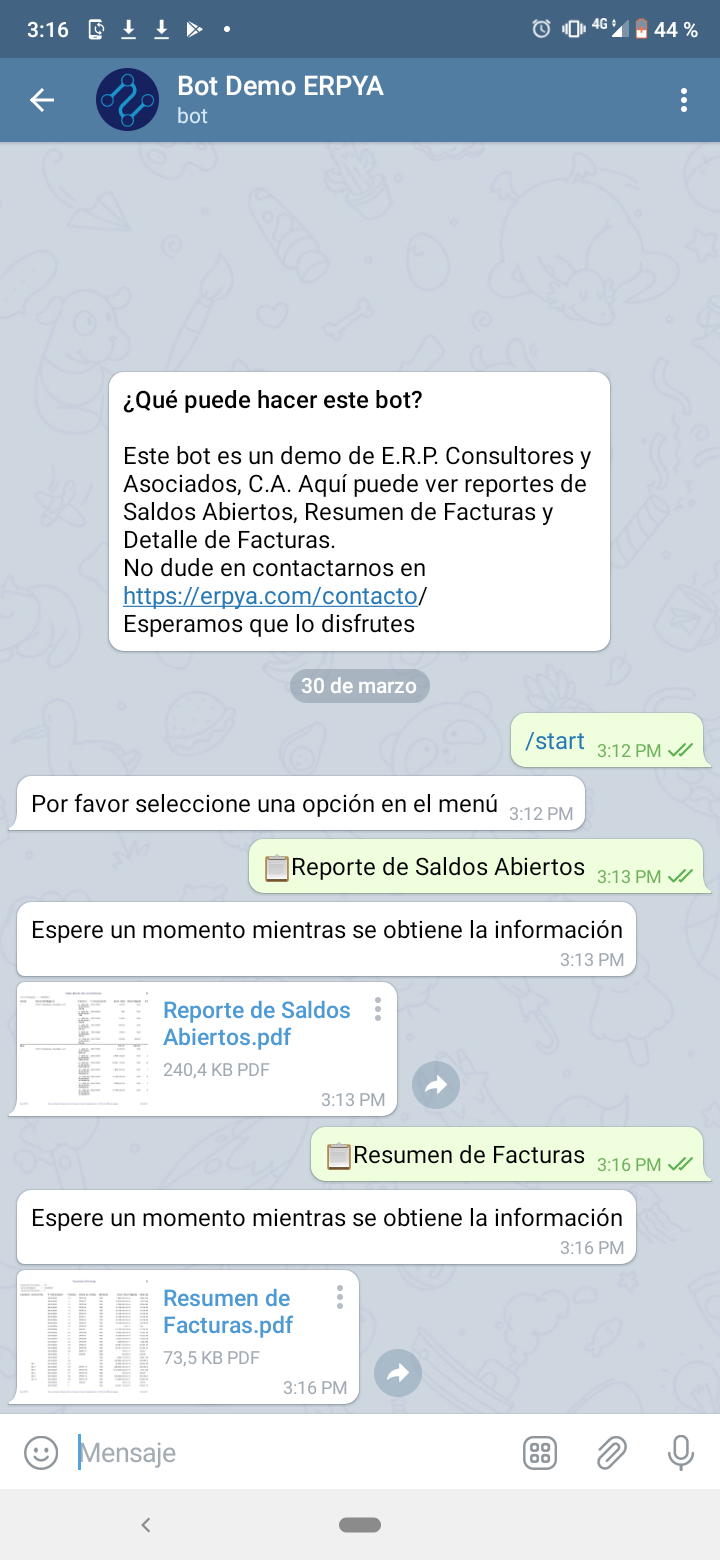 3:16
4G
44 %
Bot Demo ERPYA
bot
¿Qué puede hacer este bot?
Este bot es un demo de E.R.P. Consultores y
Asociados, C.A. Aquí puede ver reportes de
Saldos Abiertos, Resumen de Facturas y
Detalle de Facturas.
No dude en contactarnos en
https://erpya.com/contacto/
Esperamos que lo disfrutes
30 de marzo
/start 3:12 PM
Por favor seleccione una opción en el menú 3:12 PM
Reporte de Saldos Abiertos 3:13 PM
Espere un momento mientras se obtiene la información
3:13 PM
Reporte de Saldos
Abiertos.pdf
240,4 KB PDF
3:13 PM
Resumen de Facturas 3:16 PM
Espere un momento mientras se obtiene la información
3:16 PM
Resumen de
Facturas.pdf
73,5 KB PDF
3:16 PM
Mensaje